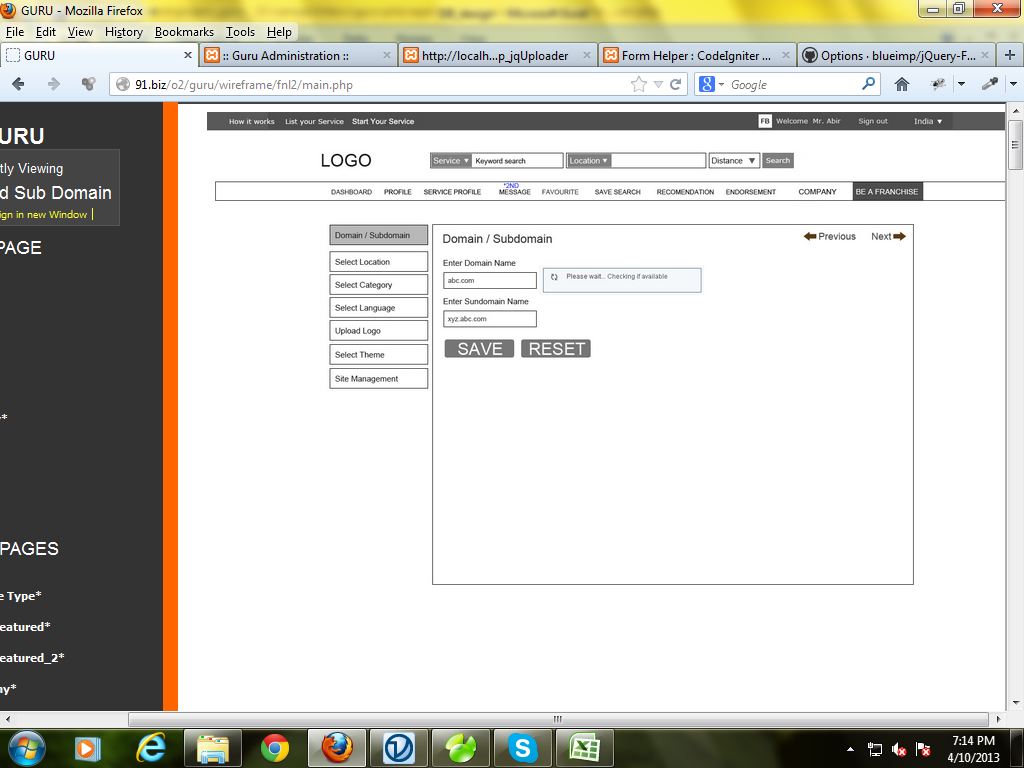 GURU - Mozilla Firefox
File Edit View History Bookmarks Tools Help
GURU
:: Guru Administration ::
http://localh...p_jqUploader
Form Helper : CodeIgniter ...
Options · blueimp/jQuery-F...
91.biz/o2/guru/wireframe/fnl2/main.php
Google
How it works List your Service Start Your Service FB Welcome Mr. Abir Sign out India
LOGO Service Keyword search Location Distance Search
DASHBOARD PROFILE SERVICE PROFILE *2ND MESSAGE FAVOURITE SAVE SEARCH RECOMENDATION ENDORSEMENT COMPANY BE A FRANCHISE
URU
tly Viewing
d Sub Domain
ign in new Window |
PAGE
PAGES
e Type*
eatured*
eatured_2*
ny*
Domain / Subdomain
Select Location
Select Category
Select Language
Upload Logo
Select Theme
Site Management
Domain / Subdomain Previous Next
Enter Domain Name
abc.com Please wait... Checking if available
Enter Sundomain Name
xyz.abc.com
SAVE RESET
7:14 PM
4/10/2013